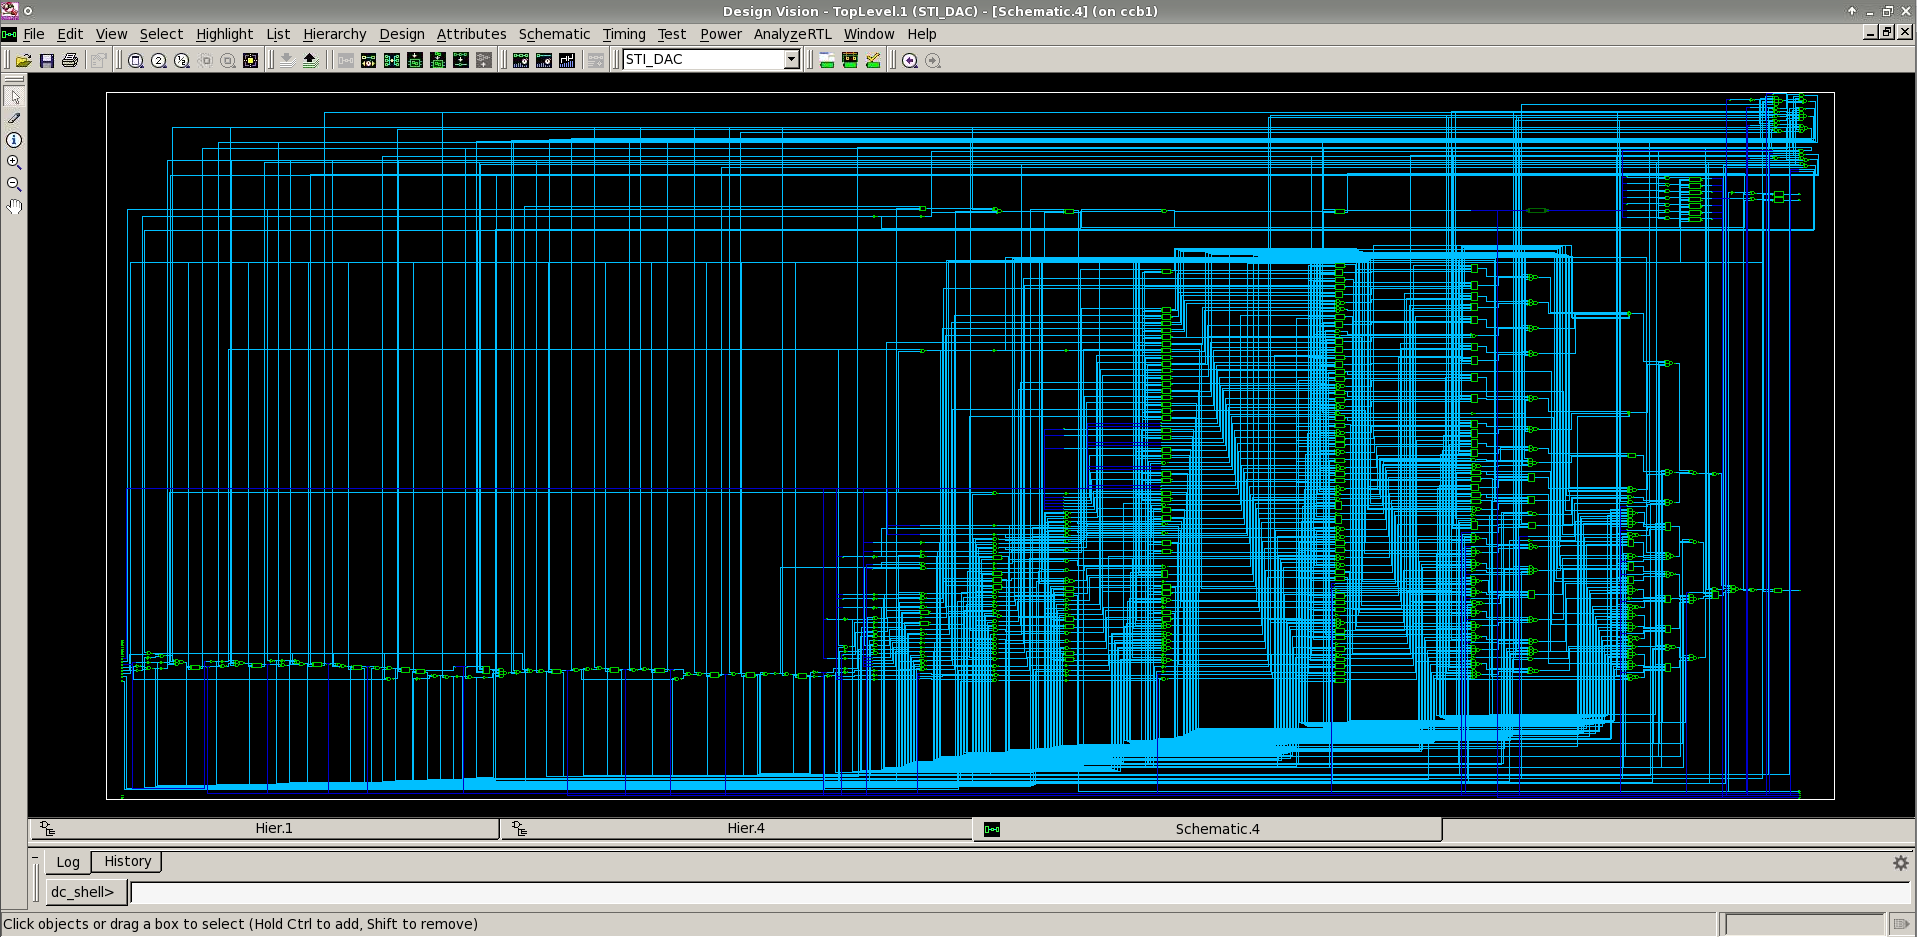 Design Vision - TopLevel.1 (STI_DAC) - [Schematic.4] (on ccb1)
File Edit View Select Highlight List Hierarchy Design Attributes Schematic Timing Test Power AnalyzeRTL Window Help
STI_DAC
Hier.1 Hier.4 Schematic.4
Log History
dc_shell>
Click objects or drag a box to select (Hold Ctrl to add, Shift to remove)